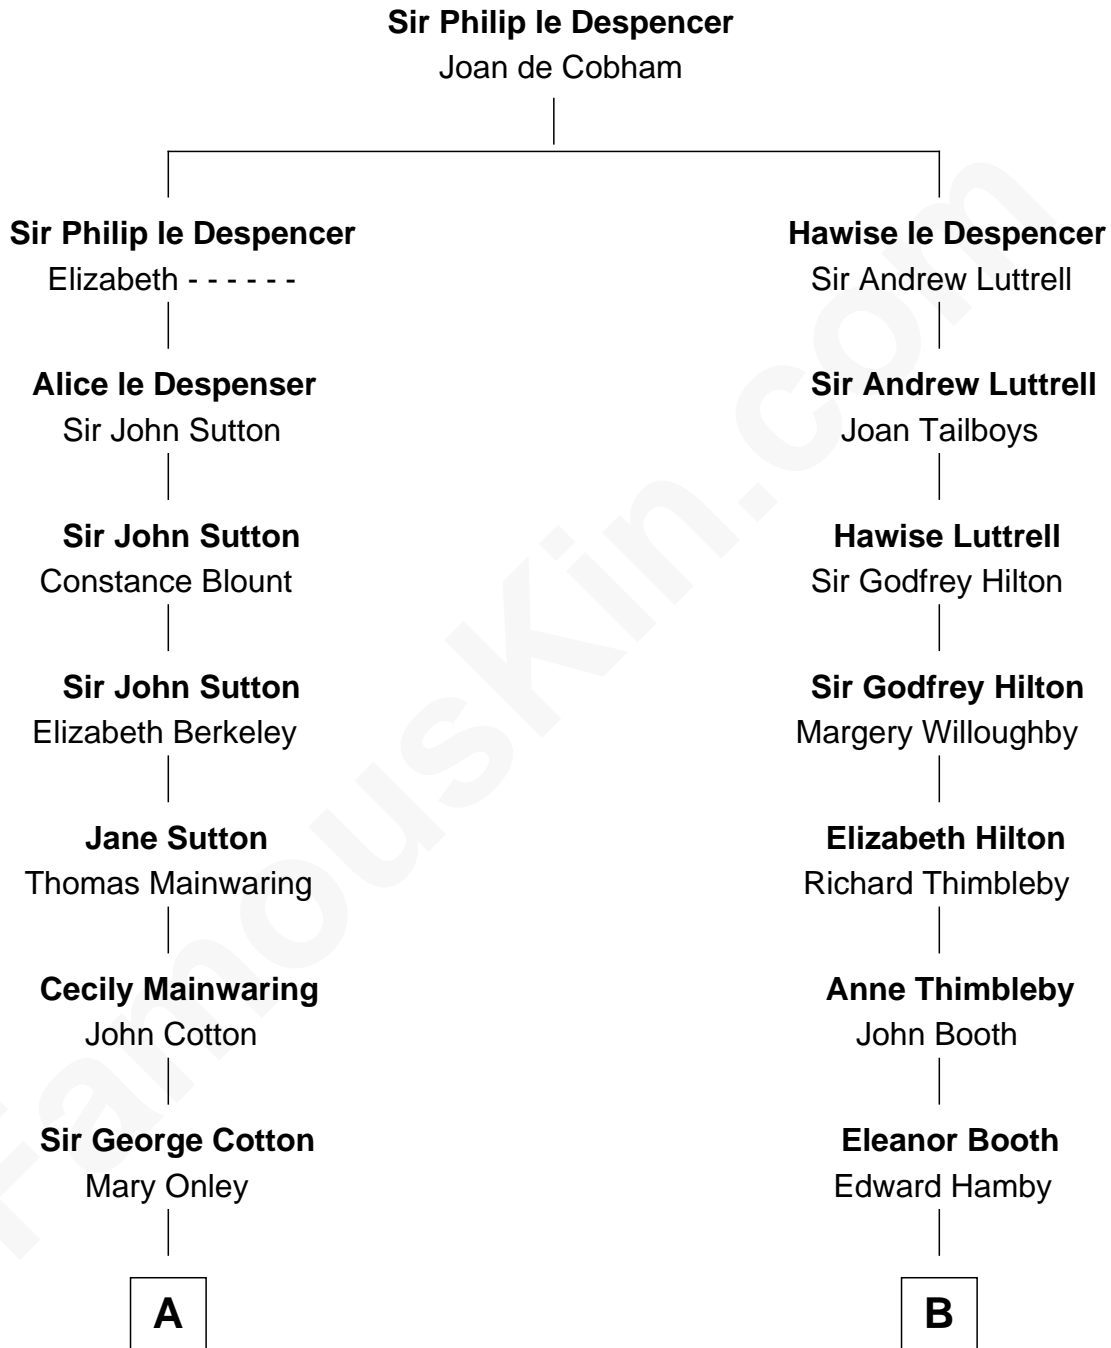 Sir Philip le Despencer
Joan de Cobham
Sir Philip le Despencer
Elizabeth - - - - - -
Hawise le Despencer
Sir Andrew Luttrell
Alice le Despenser
Sir John Sutton
Sir Andrew Luttrell
Joan Tailboys
Sir John Sutton
Constance Blount
Hawise Luttrell
Sir Godfrey Hilton
Sir John Sutton
Elizabeth Berkeley
Sir Godfrey Hilton
Margery Willoughby
Jane Sutton
Thomas Mainwaring
Elizabeth Hilton
Richard Thimbleby
Cecily Mainwaring
John Cotton
Anne Thimbleby
John Booth
Sir George Cotton
Mary Onley
Eleanor Booth
Edward Hamby
A
B
FamousKin.com